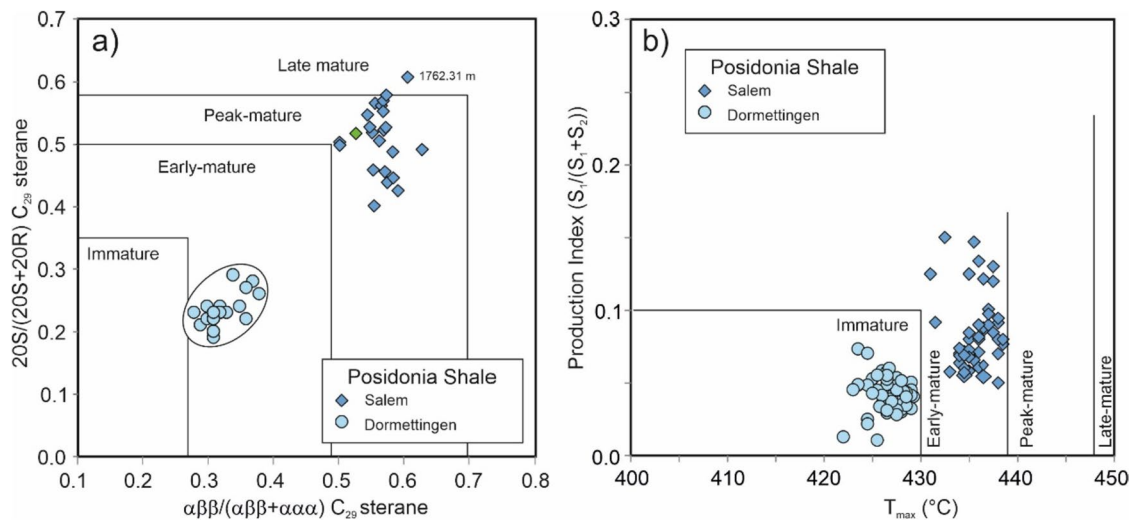 a)
0.7
0.6
0.5
0.4
0.3
0.2
0.1
0.0
20S/(20S+20R) C₂₉ sterane
Late mature
1762.31 m
Peak-mature
Early-mature
Immature
Posidonia Shale
Salem
Dormettingen
0.1
0.2
0.3
0.4
0.5
0.6
0.7
0.8
αββ/(αββ+ααα) C₂₉ sterane
b)
0.3
0.2
0.1
0.0
Production Index (S₁/(S₁+S₂))
Posidonia Shale
Salem
Dormettingen
Immature
Early-mature
Peak-mature
Late-mature
400
410
420
430
440
450
Tₘₐₓ (°C)